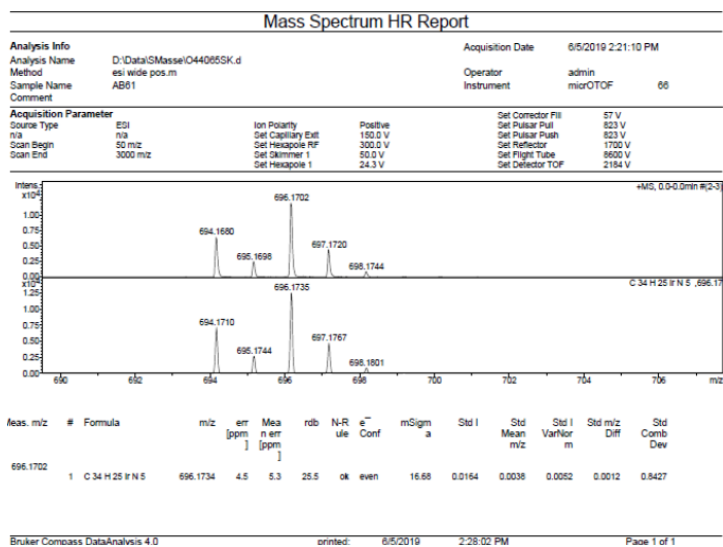 Mass Spectrum HR Report
Analysis Info Acquisition Date 6/5/2019 2:21:10 PM
Analysis Name D:\Data\SMasse\O44065SK.d
Method esi wide pos.m Operator admin
Sample Name AB61 Instrument micrOTOF 66
Comment
Acquisition Parameter Set Corrector Fill 57 V
Source Type ESI Ion Polarity Positive Set Pulsar Pull 823 V
n/a n/a Set Capillary Exit 150.0 V Set Pulsar Push 823 V
Scan Begin 50 m/z Set Hexapole RF 300.0 V Set Reflector 1700 V
Scan End 3000 m/z Set Skimmer 1 50.0 V Set Flight Tube 8600 V
Set Hexapole 1 24.3 V Set Detector TOF 2184 V
Intens. +MS, 0.0-0.0min #(2-3)
x10⁴
696.1702
1.00
694.1680
0.75
0.50
695.1698 697.1720
0.25
698.1744
0.00
x10⁴ C 34 H 25 Ir N 5 ,696.17
1.25 696.1735
1.00
0.75 694.1710
697.1767
0.50
695.1744
0.25
698.1801
0.00
690 692 694 696 698 700 702 704 706 m/z
Meas. m/z # Formula m/z err Mea rdb N-R e⁻ mSigm Std I Std Std I Std m/z Std
[ppm n err ule Conf a Mean VarNor Diff Comb
] [ppm m/z m Dev
]
696.1702
1 C 34 H 25 Ir N 5 696.1734 4.5 5.3 25.5 ok even 16.68 0.0164 0.0038 0.0052 0.0012 0.8427
Bruker Compass DataAnalysis 4.0 printed: 6/5/2019 2:28:02 PM Page 1 of 1